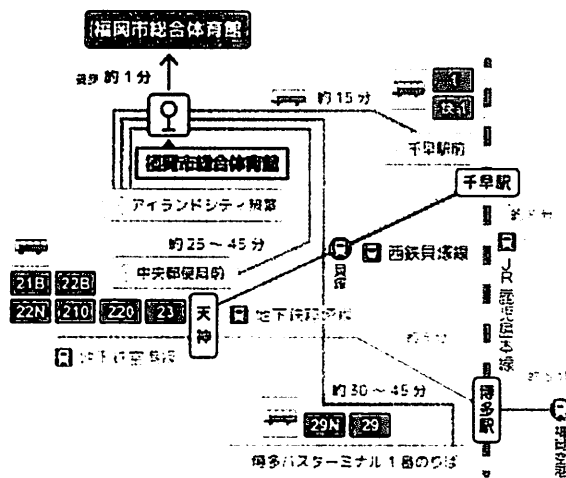 福岡市総合体育館
徒歩 約1分
約15分
1
快1
千早駅前
福岡市総合体育館
アイランドシティ
千早駅
約25～45分
中央郵便局前
貝塚
西鉄貝塚線
JR鹿児島本線
21B 22B
22N 210 220 23
天神
地下鉄箱崎線
地下鉄空港線
約30～45分
29N 29
博多駅
博多バスターミナル1番のりば